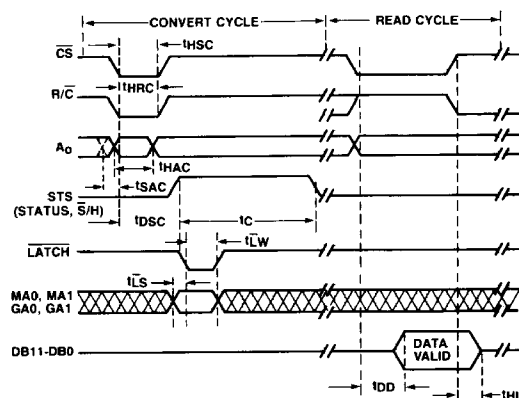 CONVERT CYCLE
READ CYCLE
CS
tHSC
tHRC
R/C
A0
tHAC
tSAC
STS
(STATUS, S/H)
tDSC
tC
LATCH
tLW
tLS
MA0, MA1
GA0, GA1
DB11-DB0
DATA
VALID
tDD